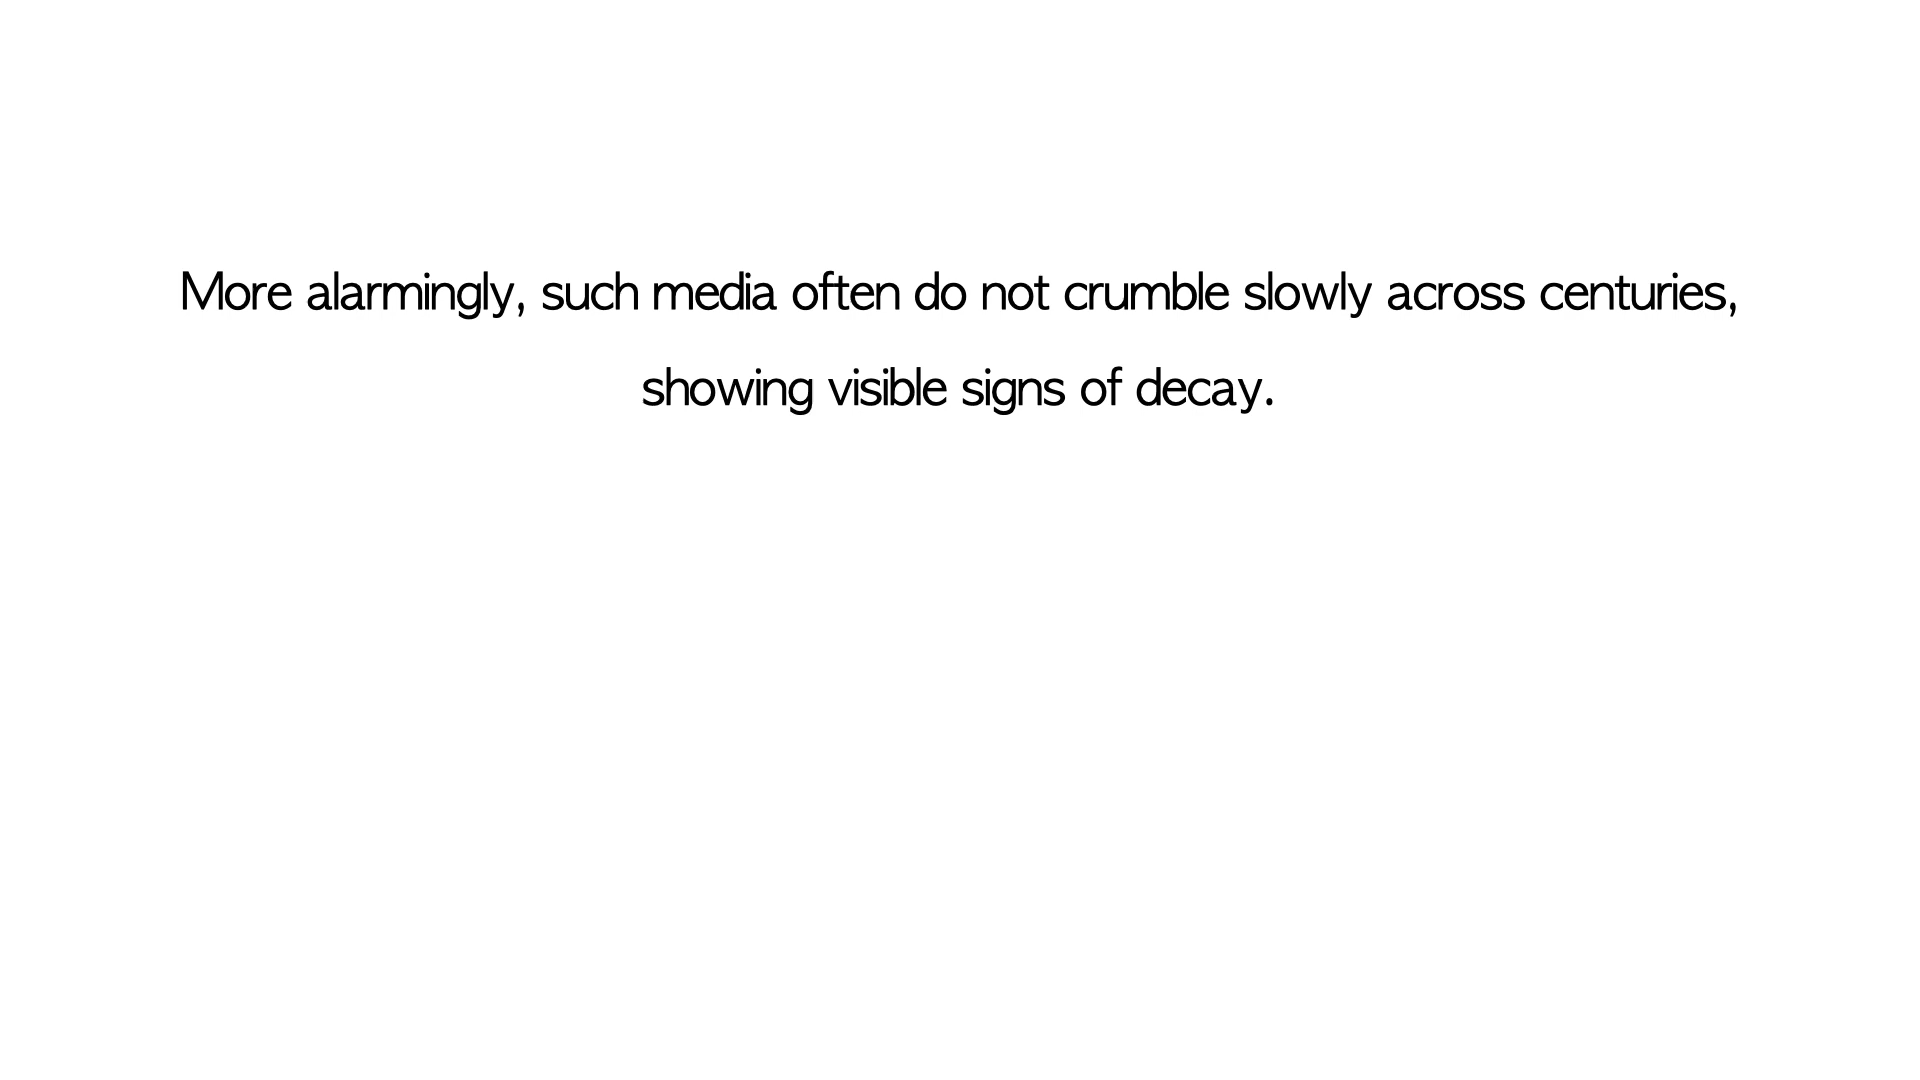 More alarmingly, such media often do not crumble slowly across centuries,
showing visible signs of decay.